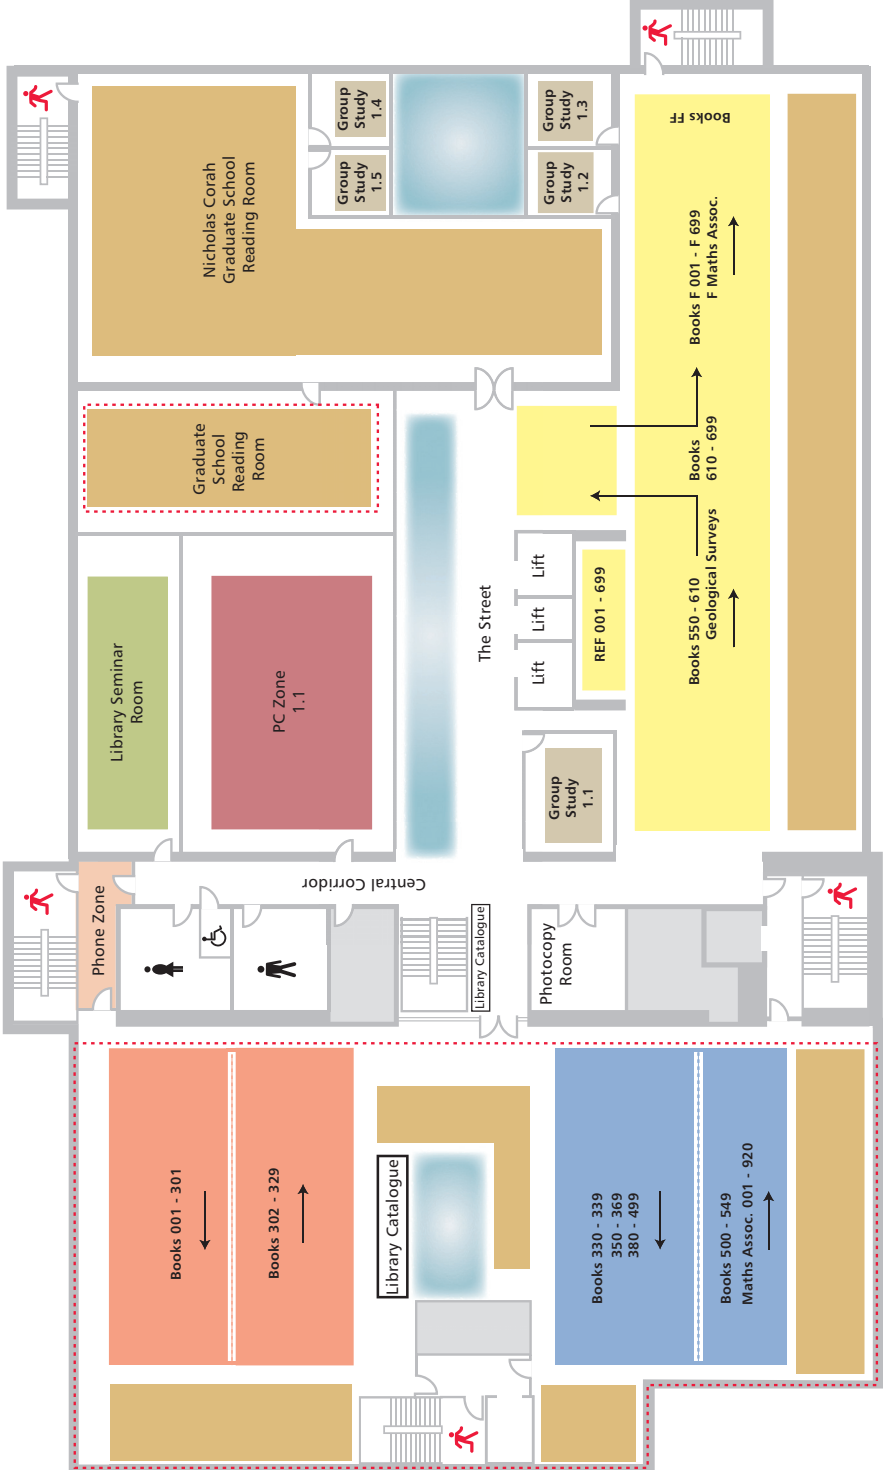 Group
Study
1.4
Group
Study
1.5
Group
Study
1.3
Group
Study
1.2
Books FF
Nicholas Corah
Graduate School
Reading Room
Books F 001 - F 699
F Maths Assoc.
Graduate
School
Reading
Room
Books
610 - 699
Library Seminar
Room
PC Zone
1.1
The Street
Lift
Lift
Lift
REF 001 - 699
Books 550 - 610
Geological Surveys
Group
Study
1.1
Central Corridor
Phone Zone
Library Catalogue
Photocopy
Room
Books 001 - 301
Books 302 - 329
Library Catalogue
Books 330 - 339
350 - 369
380 - 499
Books 500 - 549
Maths Assoc. 001 - 920